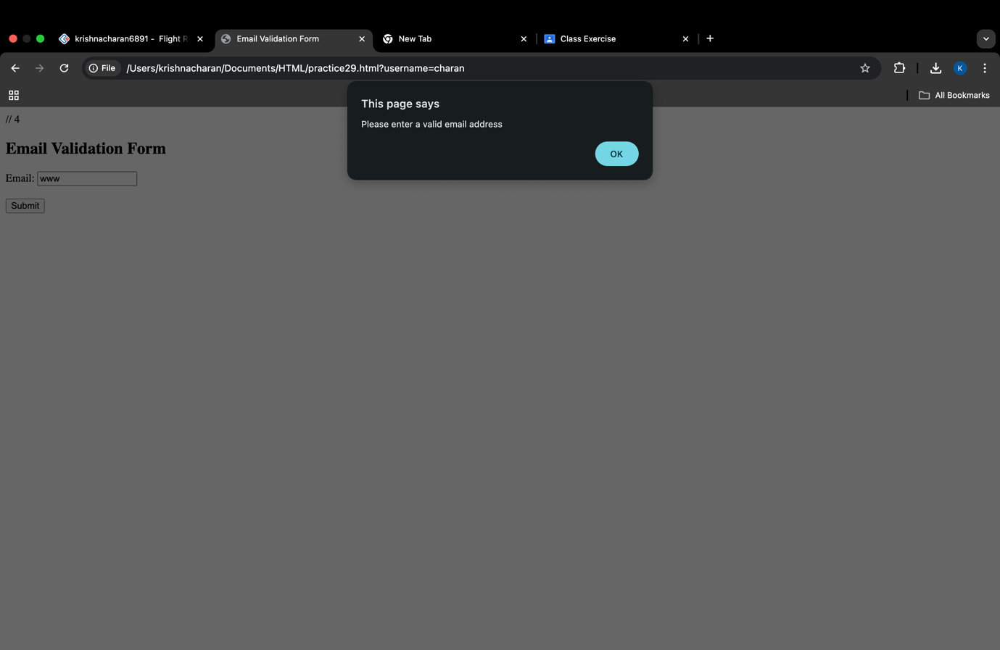 krishnacharan6891 - Flight R
Email Validation Form
New Tab
Class Exercise
File
/Users/krishnacharan/Documents/HTML/practice29.html?username=charan
K
All Bookmarks
This page says
Please enter a valid email address
OK
// 4
Email Validation Form
Email: www
Submit